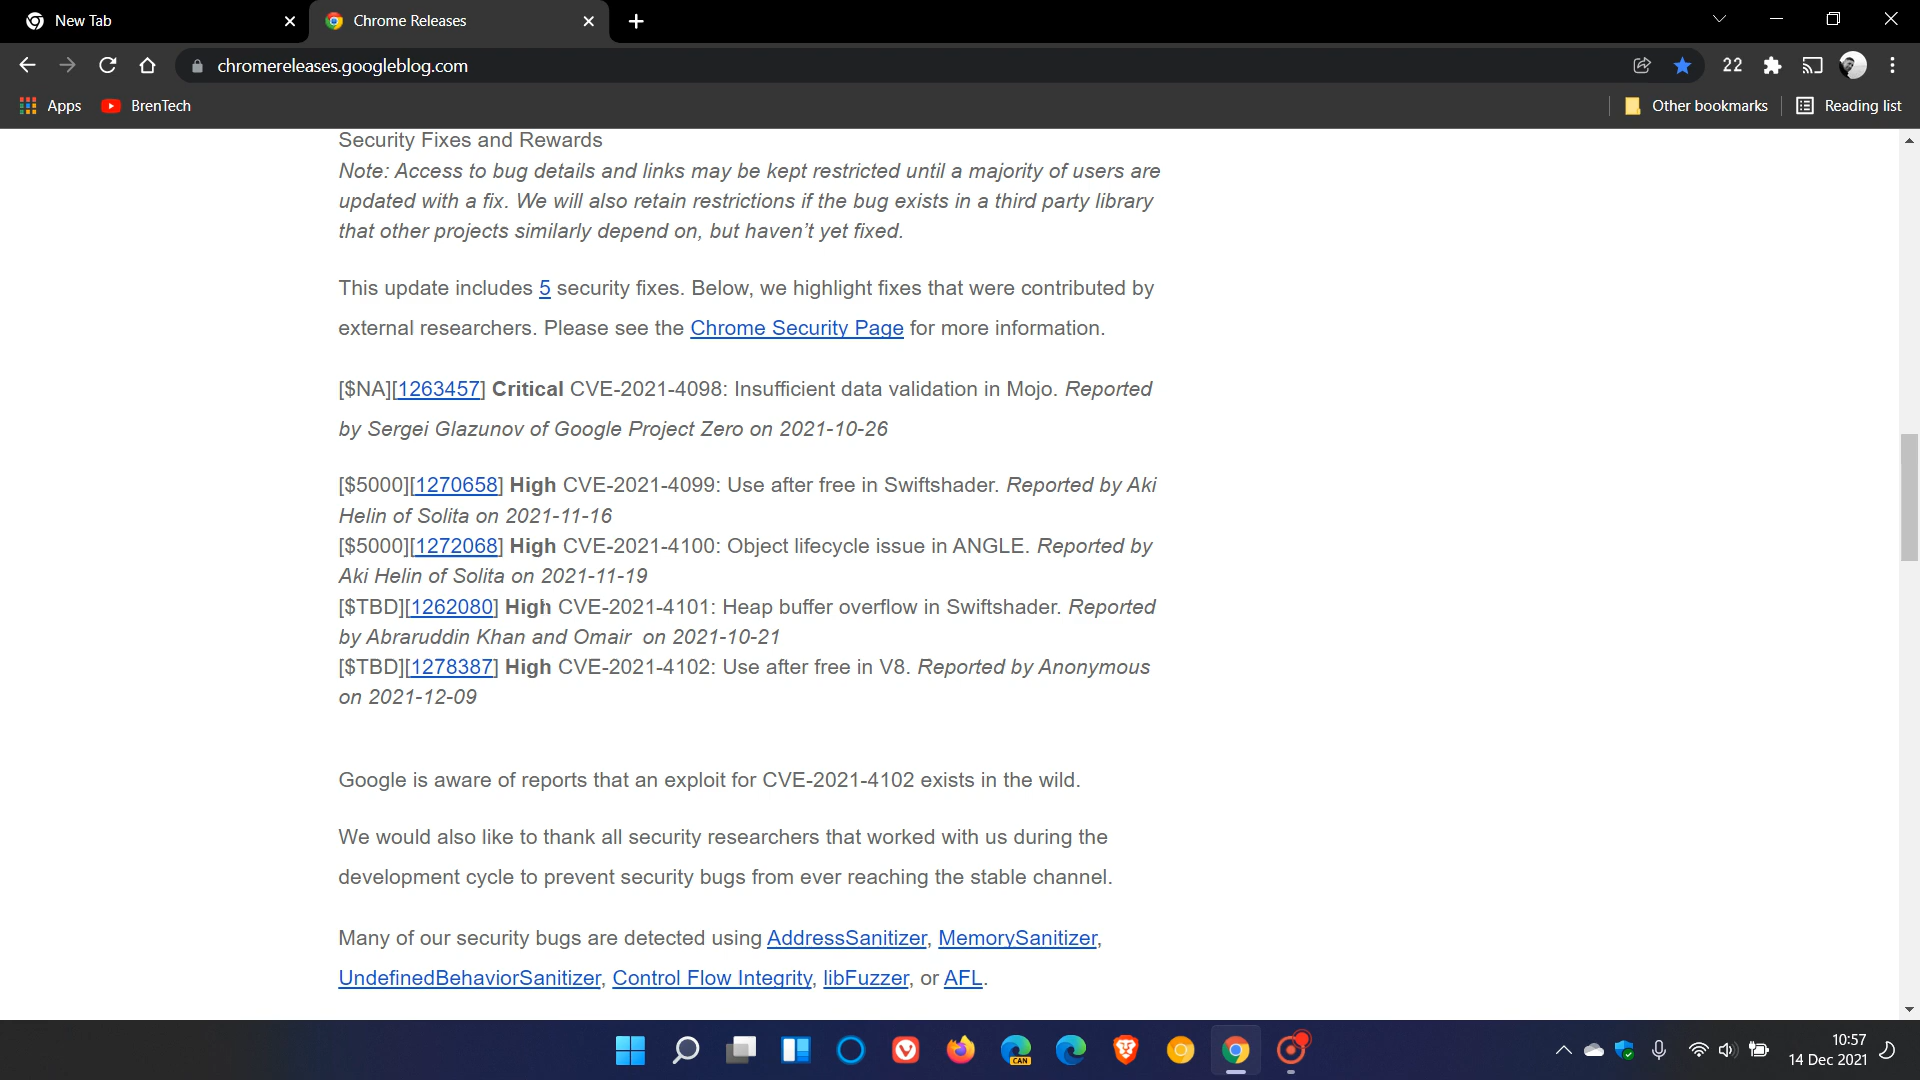 New Tab
Chrome Releases
chromereleases.googleblog.com
22
Apps
BrenTech
Other bookmarks
Reading list
Security Fixes and Rewards
Note: Access to bug details and links may be kept restricted until a majority of users are
updated with a fix. We will also retain restrictions if the bug exists in a third party library
that other projects similarly depend on, but haven’t yet fixed.
This update includes 5 security fixes. Below, we highlight fixes that were contributed by
external researchers. Please see the Chrome Security Page for more information.
[$NA][1263457] Critical CVE-2021-4098: Insufficient data validation in Mojo. Reported
by Sergei Glazunov of Google Project Zero on 2021-10-26
[$5000][1270658] High CVE-2021-4099: Use after free in Swiftshader. Reported by Aki
Helin of Solita on 2021-11-16
[$5000][1272068] High CVE-2021-4100: Object lifecycle issue in ANGLE. Reported by
Aki Helin of Solita on 2021-11-19
[$TBD][1262080] High CVE-2021-4101: Heap buffer overflow in Swiftshader. Reported
by Abraruddin Khan and Omair  on 2021-10-21
[$TBD][1278387] High CVE-2021-4102: Use after free in V8. Reported by Anonymous
on 2021-12-09
Google is aware of reports that an exploit for CVE-2021-4102 exists in the wild.
We would also like to thank all security researchers that worked with us during the
development cycle to prevent security bugs from ever reaching the stable channel.
Many of our security bugs are detected using AddressSanitizer, MemorySanitizer,
UndefinedBehaviorSanitizer, Control Flow Integrity, libFuzzer, or AFL.
CAN
10:57
14 Dec 2021